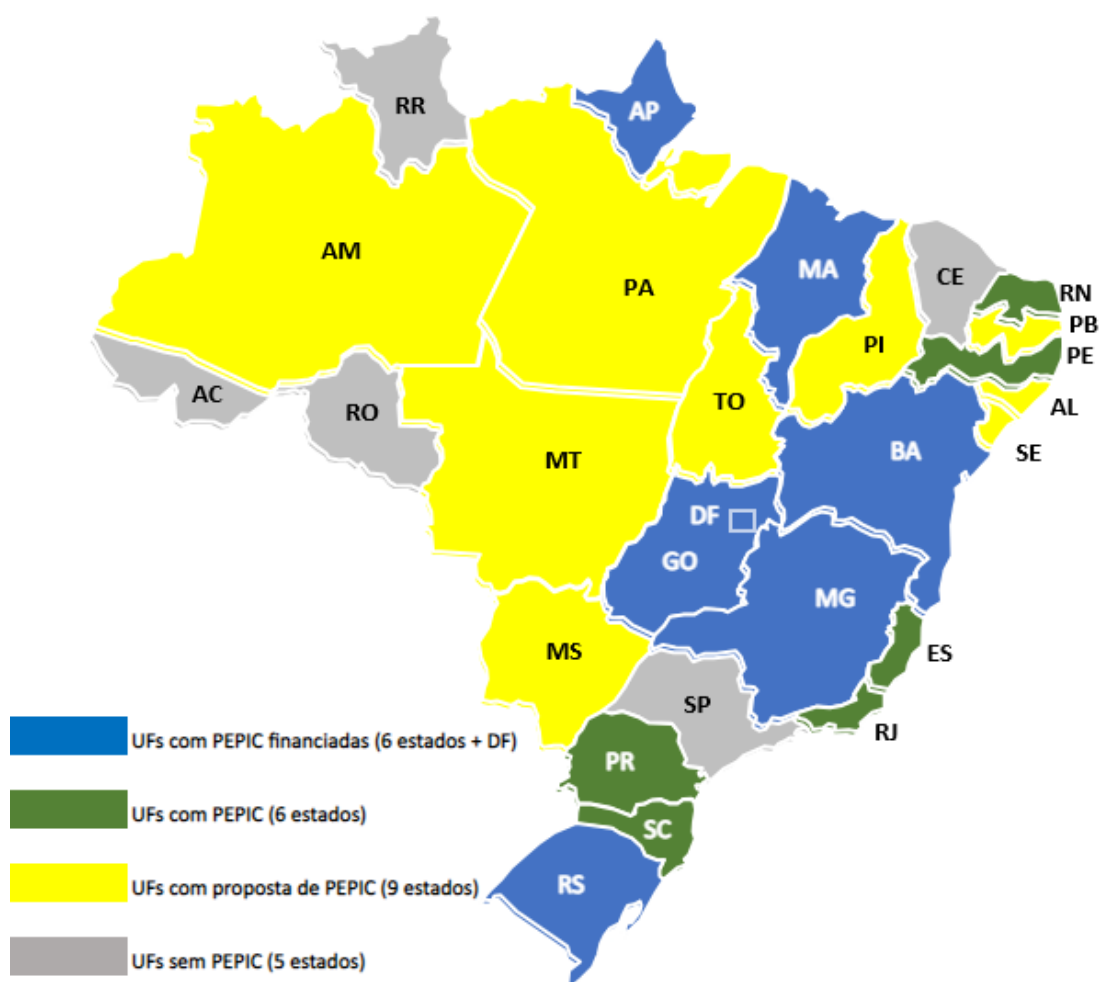 RR
AP
AM
PA
MA
CE
RN
PB
PI
PE
AC
RO
TO
AL
MT
BA
SE
DF
GO
MG
MS
ES
SP
RJ
PR
SC
RS
UFs com PEPIC financiadas (6 estados + DF)
UFs com PEPIC (6 estados)
UFs com proposta de PEPIC (9 estados)
UFs sem PEPIC (5 estados)